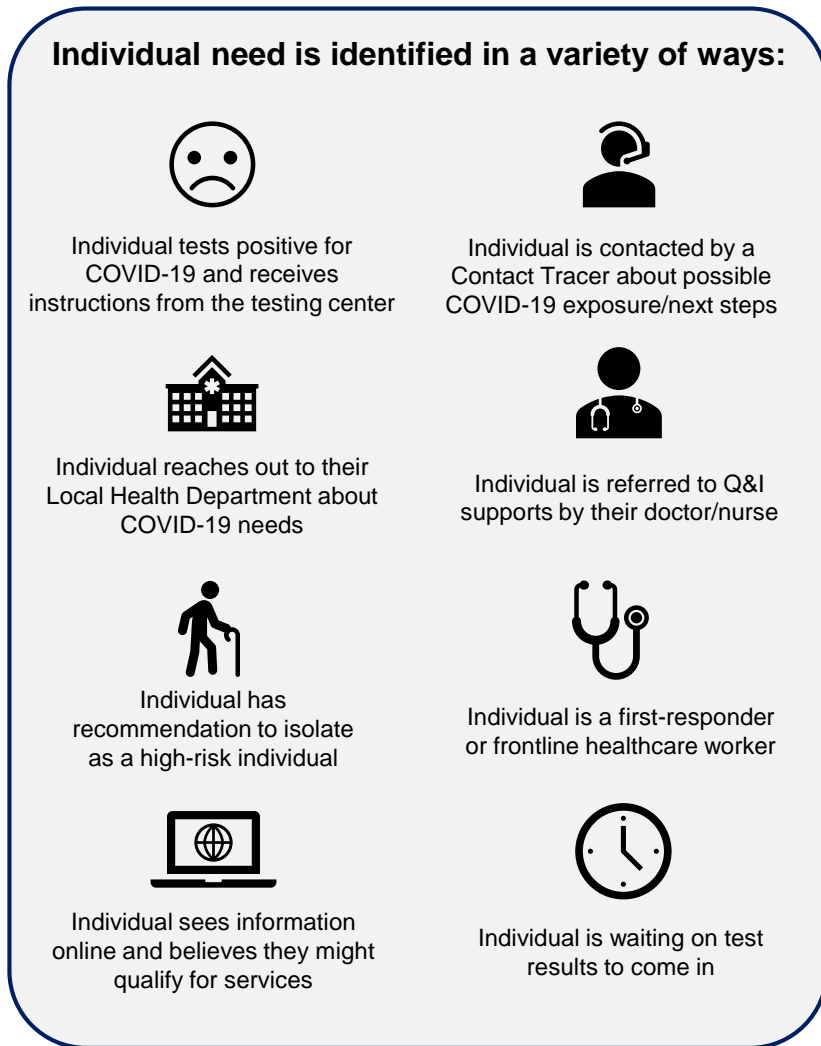 Individual need is identified in a variety of ways:
Individual tests positive for
COVID-19 and receives
instructions from the testing center
Individual is contacted by a
Contact Tracer about possible
COVID-19 exposure/next steps
Individual reaches out to their
Local Health Department about
COVID-19 needs
Individual is referred to Q&I
supports by their doctor/nurse
Individual has
recommendation to isolate
as a high-risk individual
Individual is a first-responder
or frontline healthcare worker
Individual sees information
online and believes they might
qualify for services
Individual is waiting on test
results to come in